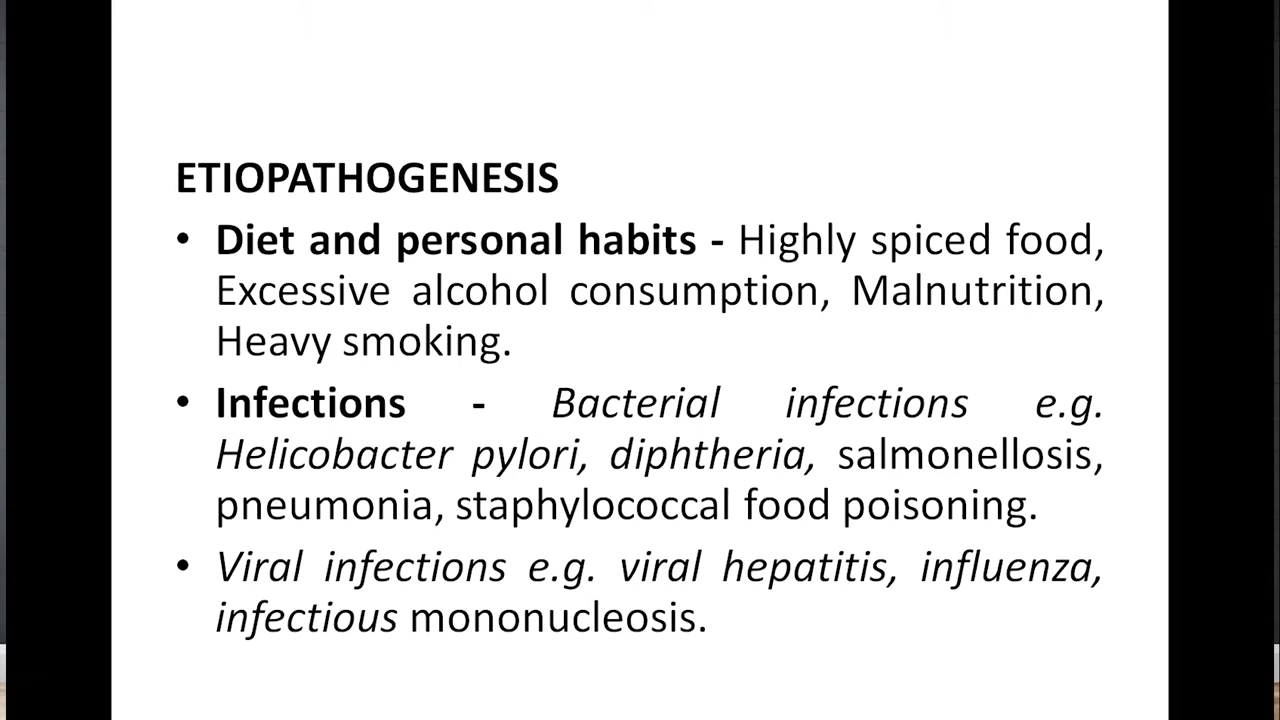 ETIOPATHOGENESIS
• Diet and personal habits - Highly spiced food,
Excessive alcohol consumption, Malnutrition,
Heavy smoking.
• Infections - Bacterial infections e.g.
Helicobacter pylori, diphtheria, salmonellosis,
pneumonia, staphylococcal food poisoning.
• Viral infections e.g. viral hepatitis, influenza,
infectious mononucleosis.